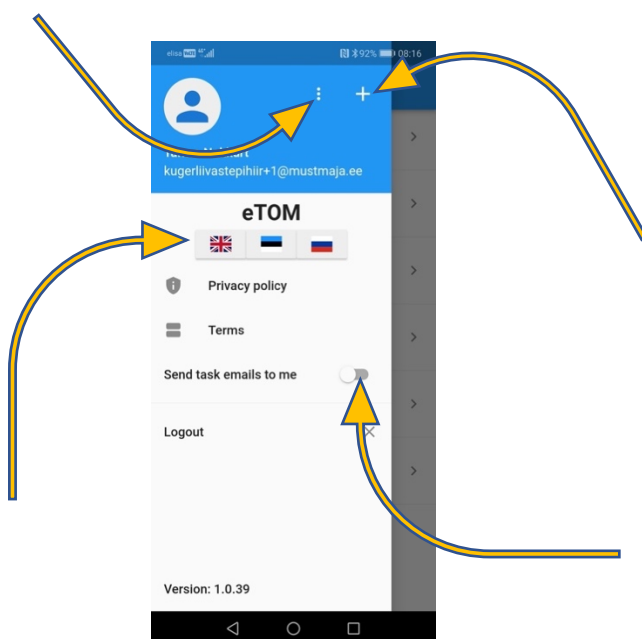 elisa 92% 08:16
kugerliivastepihiir+1@mustmaja.ee
eTOM
Privacy policy
Terms
Send task emails to me
Logout
Version: 1.0.39